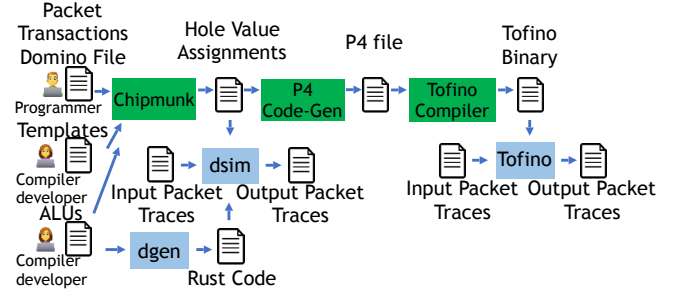 Packet
Transactions
Domino File
Hole Value
Assignments
P4 file
Tofino
Binary
Programmer
Chipmunk
P4
Code-Gen
Tofino
Compiler
Templates
Compiler
developer
dsim
Tofino
Input Packet
Traces
Output Packet
Traces
Input Packet
Traces
Output Packet
Traces
ALUs
Compiler
developer
dgen
Rust Code